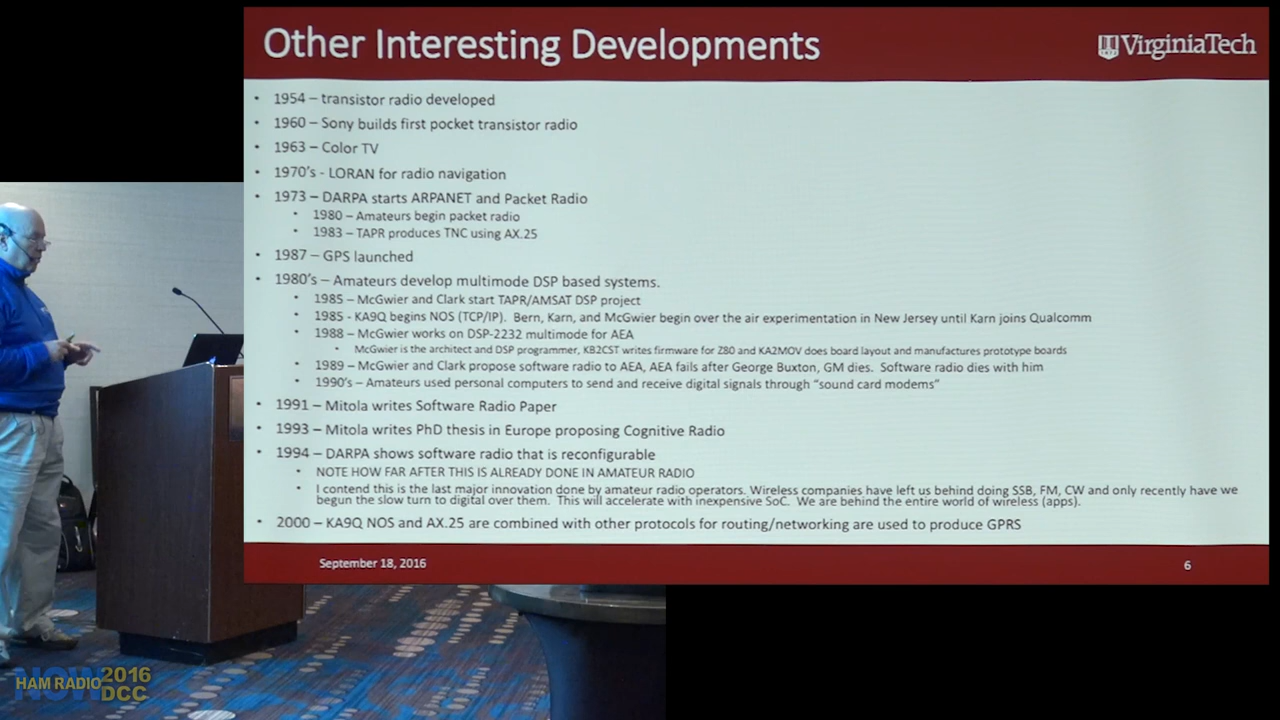 Other Interesting Developments
VirginiaTech
• 1954 – transistor radio developed
• 1960 – Sony builds first pocket transistor radio
• 1963 – Color TV
• 1970's - LORAN for radio navigation
• 1973 – DARPA starts ARPANET and Packet Radio
• 1980 – Amateurs begin packet radio
• 1983 – TAPR produces TNC using AX.25
• 1987 – GPS launched
• 1980's – Amateurs develop multimode DSP based systems.
• 1985 – McGwier and Clark start TAPR/AMSAT DSP project
• 1985 - KA9Q begins NOS (TCP/IP). Bern, Karn, and McGwier begin over the air experimentation in New Jersey until Karn joins Qualcomm
• 1988 – McGwier works on DSP-2232 multimode for AEA
• McGwier is the architect and DSP programmer, KB2CST writes firmware for Z80 and KA2MOV does board layout and manufactures prototype boards
• 1989 – McGwier and Clark propose software radio to AEA, AEA fails after George Buxton, GM dies. Software radio dies with him
• 1990's – Amateurs used personal computers to send and receive digital signals through "sound card modems"
• 1991 – Mitola writes Software Radio Paper
• 1993 – Mitola writes PhD thesis in Europe proposing Cognitive Radio
• 1994 – DARPA shows software radio that is reconfigurable
• NOTE HOW FAR AFTER THIS IS ALREADY DONE IN AMATEUR RADIO
• I contend this is the last major innovation done by amateur radio operators. Wireless companies have left us behind doing SSB, FM, CW and only recently have we
begun the slow turn to digital over them. This will accelerate with inexpensive SoC. We are behind the entire world of wireless (apps).
• 2000 – KA9Q NOS and AX.25 are combined with other protocols for routing/networking are used to produce GPRS
September 18, 2016
6
HAM RADIO NOW 2016 DCC